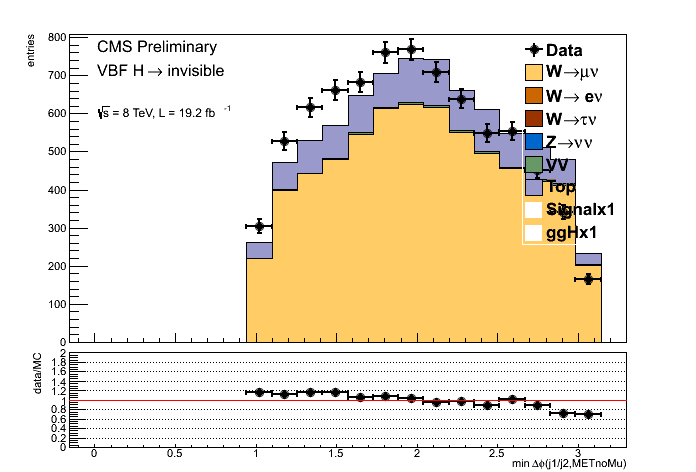 entries
800
700
600
500
400
300
200
100
0
CMS Preliminary
VBF H → invisible
√s = 8 TeV, L = 19.2 fb⁻¹
Data
W→μν
W→ eν
W→τν
Z→νν
VV
Top
Signalx1
ggHx1
data/MC
2
1.8
1.6
1.4
1.2
1
0.8
0.6
0.4
0.2
0
0 0.5 1 1.5 2 2.5 3
min Δϕ(j1/j2,METnoMu)